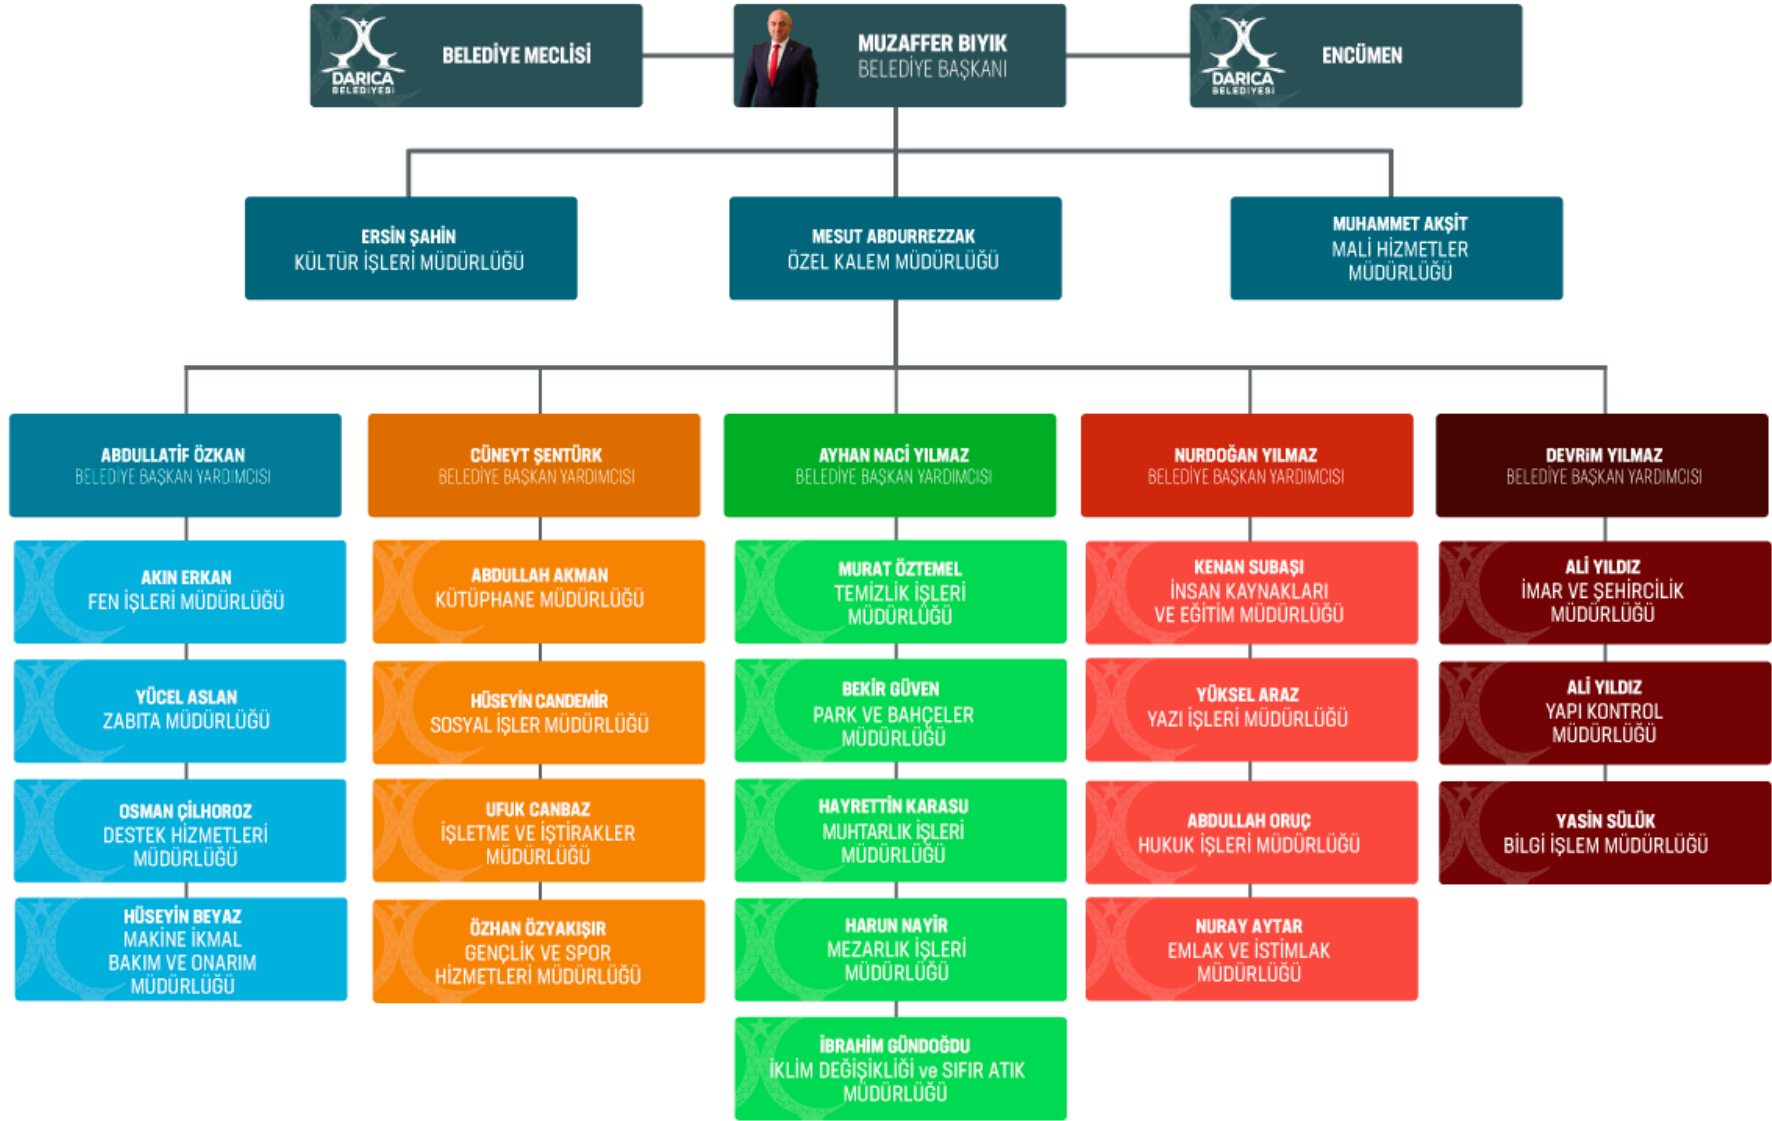 DARICA
BELEDİYESİ
BELEDİYE MECLİSİ
MUZAFFER BIYIK
BELEDİYE BAŞKANI
DARICA
BELEDİYESİ
ENCÜMEN
ERSİN ŞAHİN
KÜLTÜR İŞLERİ MÜDÜRLÜĞÜ
MESUT ABDURREZZAK
ÖZEL KALEM MÜDÜRLÜĞÜ
MUHAMMET AKŞİT
MALİ HİZMETLER
MÜDÜRLÜĞÜ
ABDULLATİF ÖZKAN
BELEDİYE BAŞKAN YARDIMCISI
AKIN ERKAN
FEN İŞLERİ MÜDÜRLÜĞÜ
YÜCEL ASLAN
ZABITA MÜDÜRLÜĞÜ
OSMAN ÇİLHOROZ
DESTEK HİZMETLERİ
MÜDÜRLÜĞÜ
HÜSEYİN BEYAZ
MAKİNE İKMAL
BAKIM VE ONARIM
MÜDÜRLÜĞÜ
CÜNEYT ŞENTÜRK
BELEDİYE BAŞKAN YARDIMCISI
ABDULLAH AKMAN
KÜTÜPHANE MÜDÜRLÜĞÜ
HÜSEYİN CANDEMİR
SOSYAL İŞLER MÜDÜRLÜĞÜ
UFUK CANBAZ
İŞLETME VE İŞTİRAKLER
MÜDÜRLÜĞÜ
ÖZHAN ÖZYAKIŞIR
GENÇLİK VE SPOR
HİZMETLERİ MÜDÜRLÜĞÜ
AYHAN NACİ YILMAZ
BELEDİYE BAŞKAN YARDIMCISI
MURAT ÖZTEMEL
TEMİZLİK İŞLERİ
MÜDÜRLÜĞÜ
BEKİR GÜVEN
PARK VE BAHÇELER
MÜDÜRLÜĞÜ
HAYRETTİN KARASU
MUHTARLIK İŞLERİ
MÜDÜRLÜĞÜ
HARUN NAYİR
MEZARLIK İŞLERİ
MÜDÜRLÜĞÜ
İBRAHİM GÜNDOĞDU
İKLİM DEĞİŞİKLİĞİ ve SIFIR ATIK
MÜDÜRLÜĞÜ
NURDOĞAN YILMAZ
BELEDİYE BAŞKAN YARDIMCISI
KENAN SUBAŞI
İNSAN KAYNAKLARI
VE EĞİTİM MÜDÜRLÜĞÜ
YÜKSEL ARAZ
YAZI İŞLERİ MÜDÜRLÜĞÜ
ABDULLAH ORUÇ
HUKUK İŞLERİ MÜDÜRLÜĞÜ
NURAY AYTAR
EMLAK VE İSTİMLAK
MÜDÜRLÜĞÜ
DEVRiM YILMAZ
BELEDİYE BAŞKAN YARDIMCISI
ALİ YILDIZ
İMAR VE ŞEHİRCİLİK
MÜDÜRLÜĞÜ
ALİ YILDIZ
YAPI KONTROL
MÜDÜRLÜĞÜ
YASİN SÜLÜK
BİLGİ İŞLEM MÜDÜRLÜĞÜ